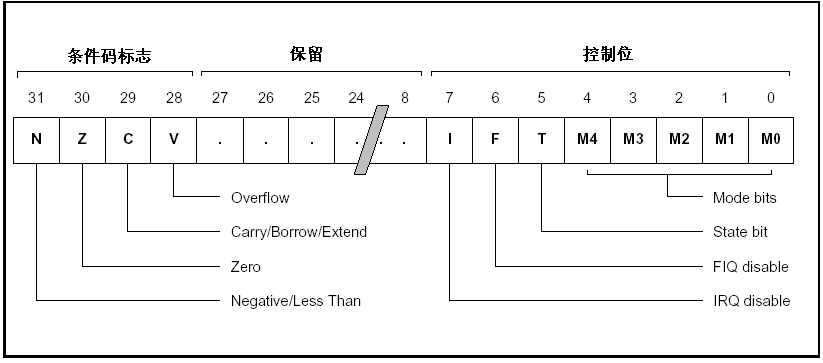 条件码标志 保留 控制位
31 30 29 28 27 26 25 24 8 7 6 5 4 3 2 1 0
N Z C V . . . . . I F T M4 M3 M2 M1 M0
Overflow Mode bits
Carry/Borrow/Extend State bit
Zero FIQ disable
Negative/Less Than IRQ disable